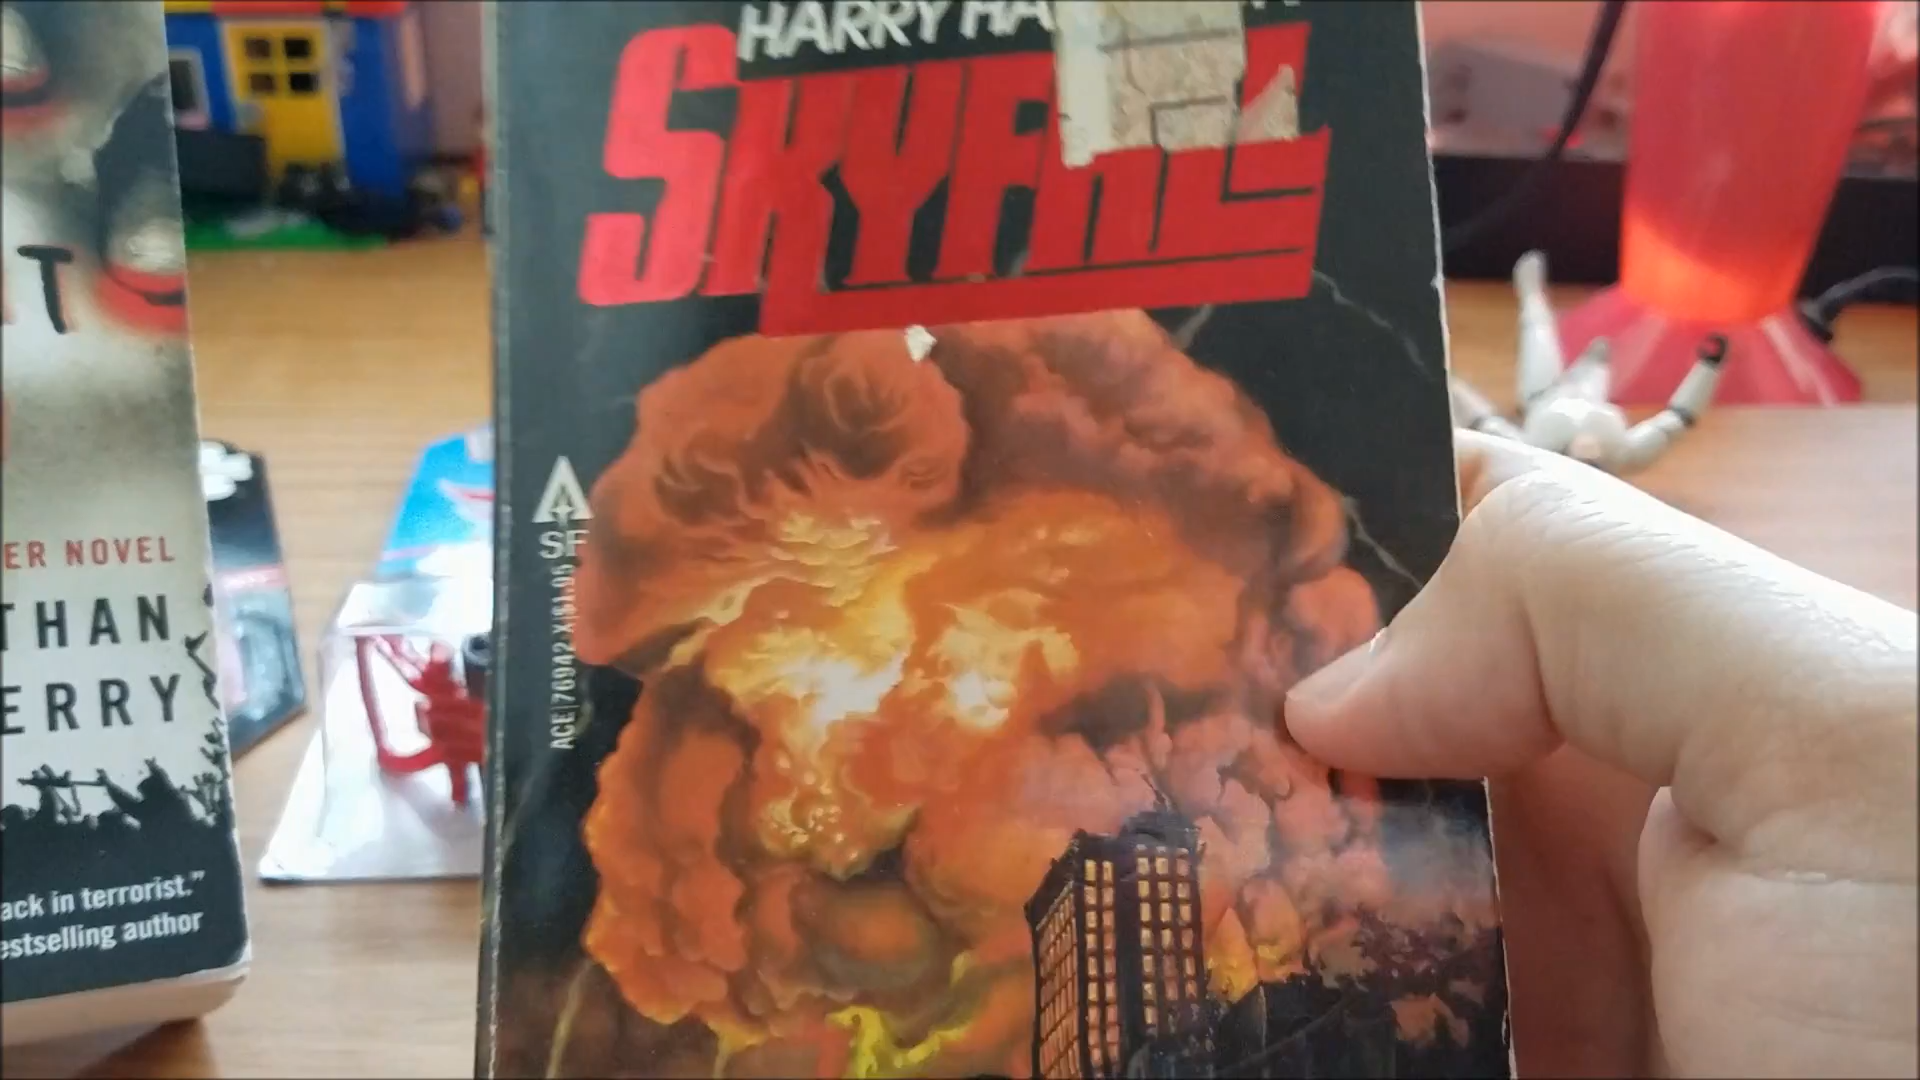 HARRY HA
SKYFALL
SF
ACE|76942-X|$1.95
T
ER NOVEL
THAN
ERRY
ack in terrorist."
estselling author